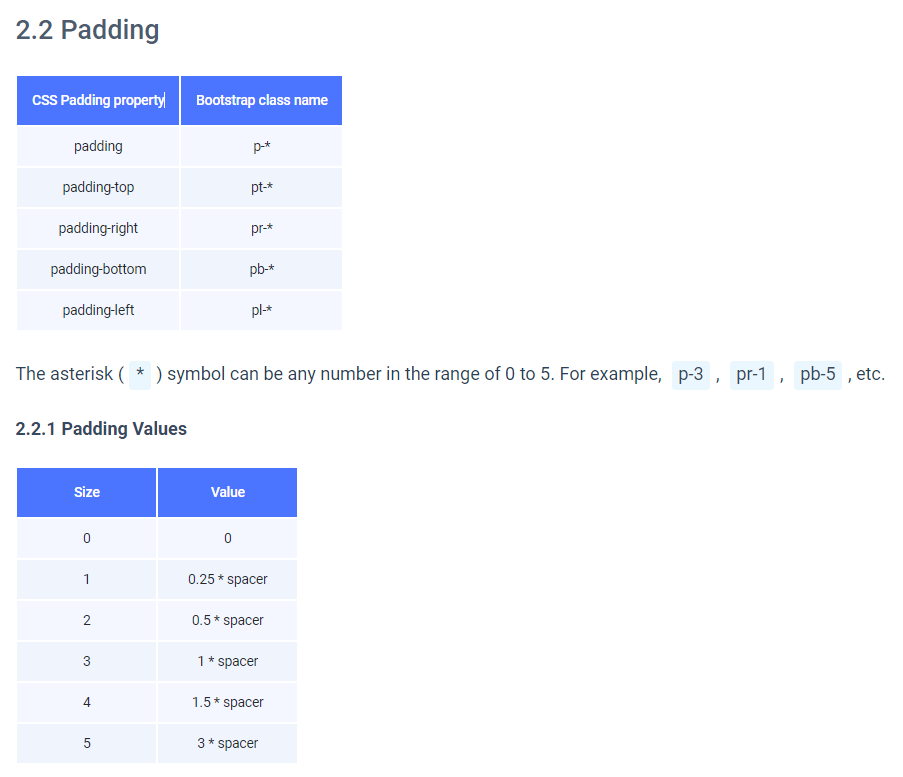 2.2 Padding
CSS Padding property Bootstrap class name
padding p-*
padding-top pt-*
padding-right pr-*
padding-bottom pb-*
padding-left pl-*
The asterisk ( * ) symbol can be any number in the range of 0 to 5. For example, p-3 , pr-1 , pb-5 , etc.
2.2.1 Padding Values
Size Value
0 0
1 0.25 * spacer
2 0.5 * spacer
3 1 * spacer
4 1.5 * spacer
5 3 * spacer